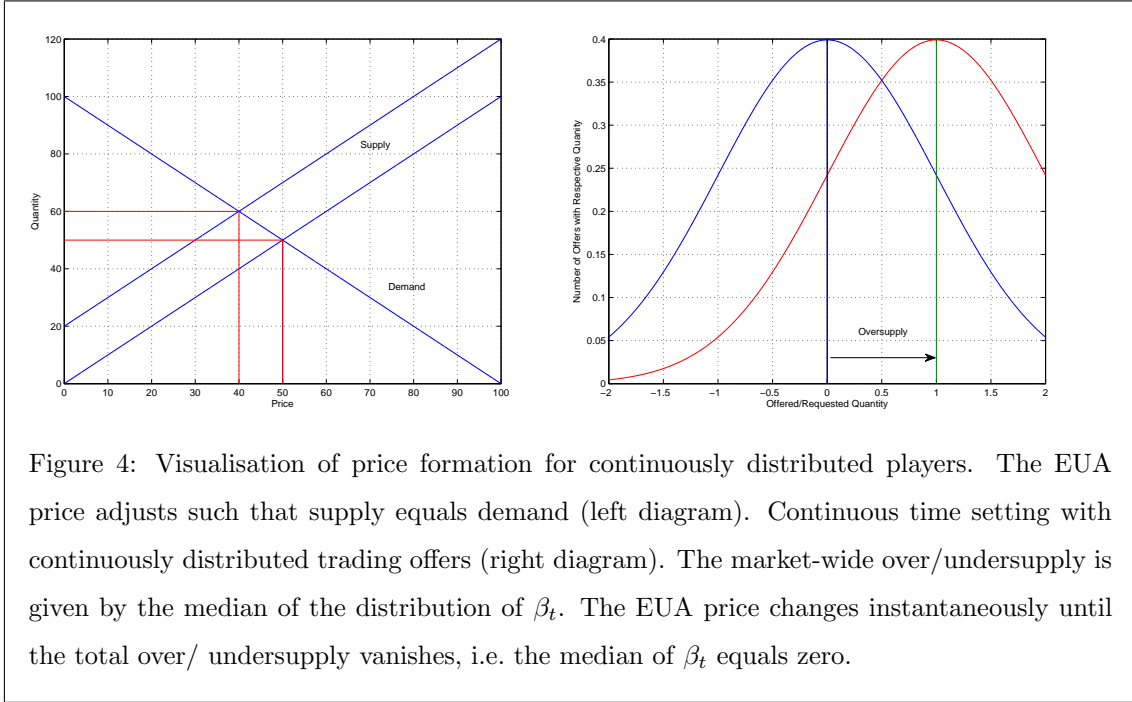 120
100
80
60
40
20
0
Quantity
Supply
Demand
0 10 20 30 40 50 60 70 80 90 100
Price
0.4
0.35
0.3
0.25
0.2
0.15
0.1
0.05
0
Number of Offers with Respective Quanity
Oversupply
−2 −1.5 −1 −0.5 0 0.5 1 1.5 2
Offered/Requested Quantity
Figure 4: Visualisation of price formation for continuously distributed players. The EUA
price adjusts such that supply equals demand (left diagram). Continuous time setting with
continuously distributed trading offers (right diagram). The market-wide over/undersupply is
given by the median of the distribution of βₜ. The EUA price changes instantaneously until
the total over/ undersupply vanishes, i.e. the median of βₜ equals zero.